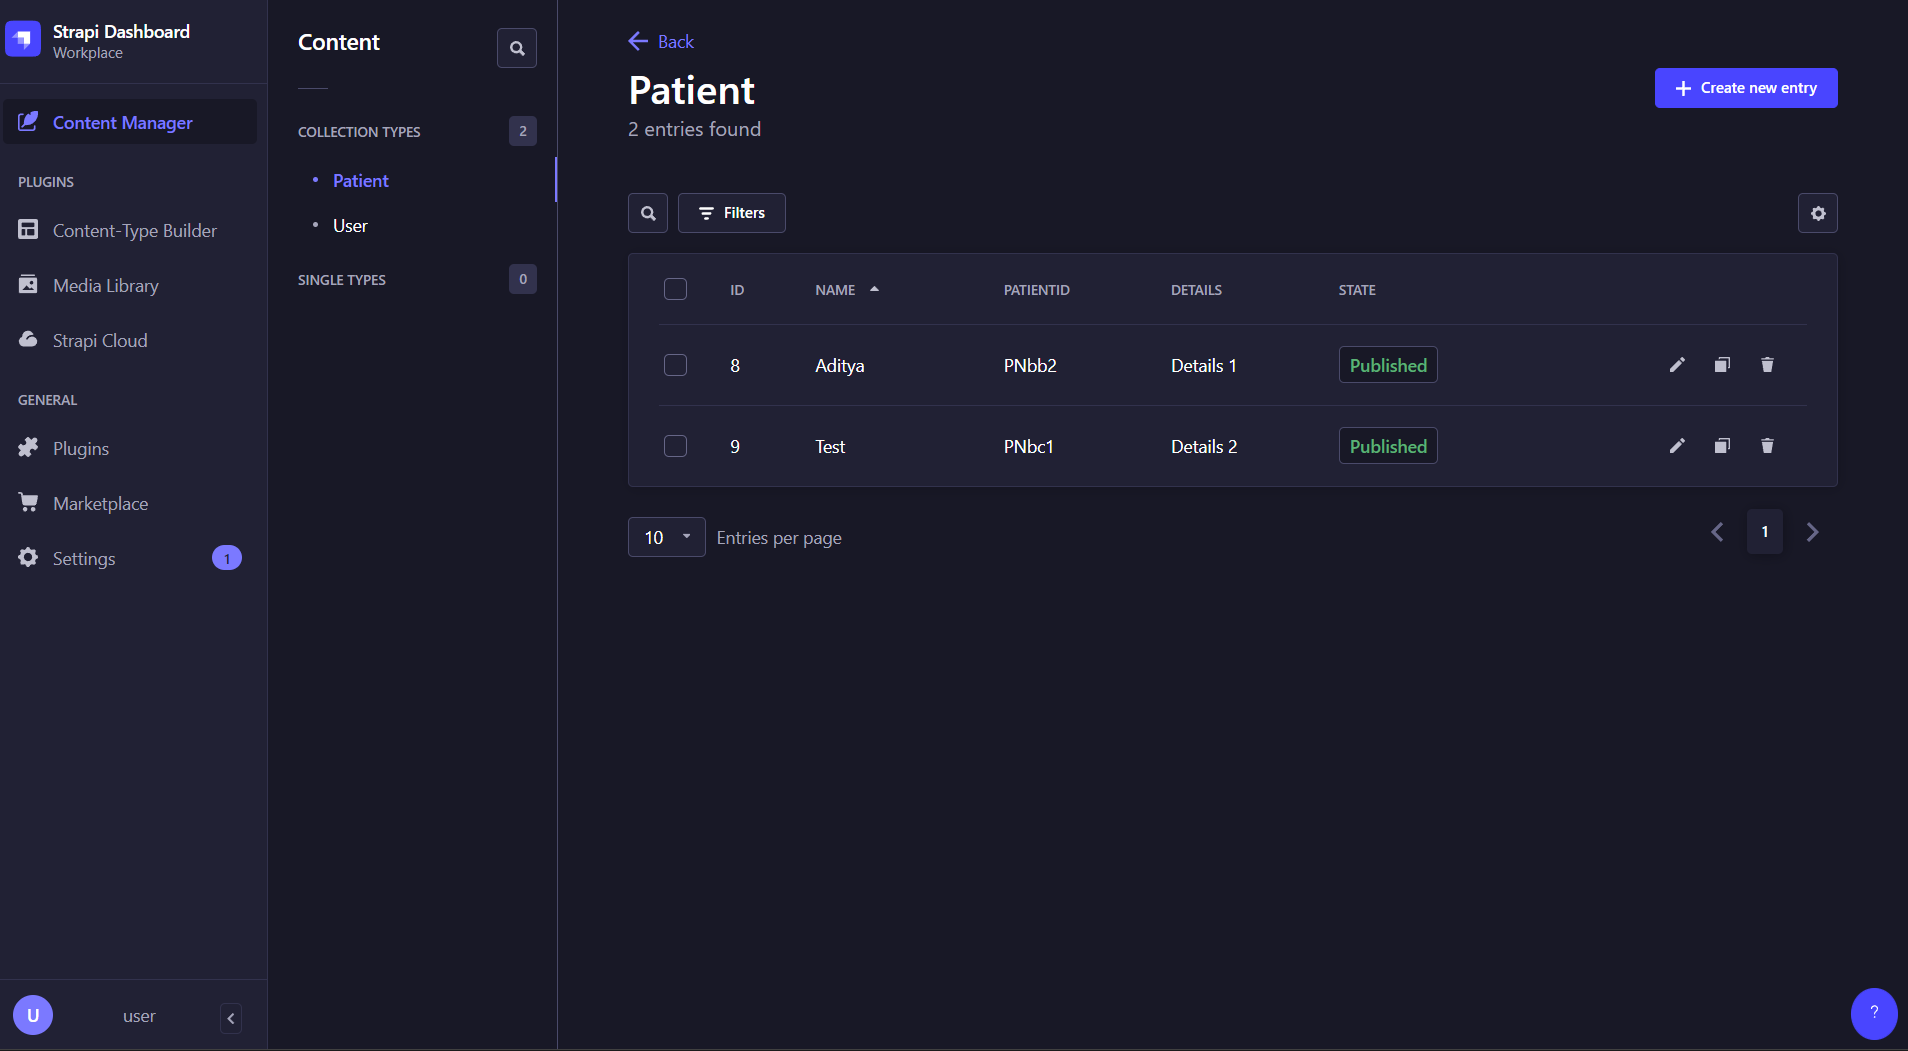 Strapi Dashboard
Workplace
Content Manager
PLUGINS
Content-Type Builder
Media Library
Strapi Cloud
GENERAL
Plugins
Marketplace
Settings
1
U
user
Content
COLLECTION TYPES
2
Patient
User
SINGLE TYPES
0
Back
Patient
2 entries found
Create new entry
Filters
ID NAME PATIENTID DETAILS STATE
8 Aditya PNbb2 Details 1 Published
9 Test PNbc1 Details 2 Published
10 Entries per page
1
?